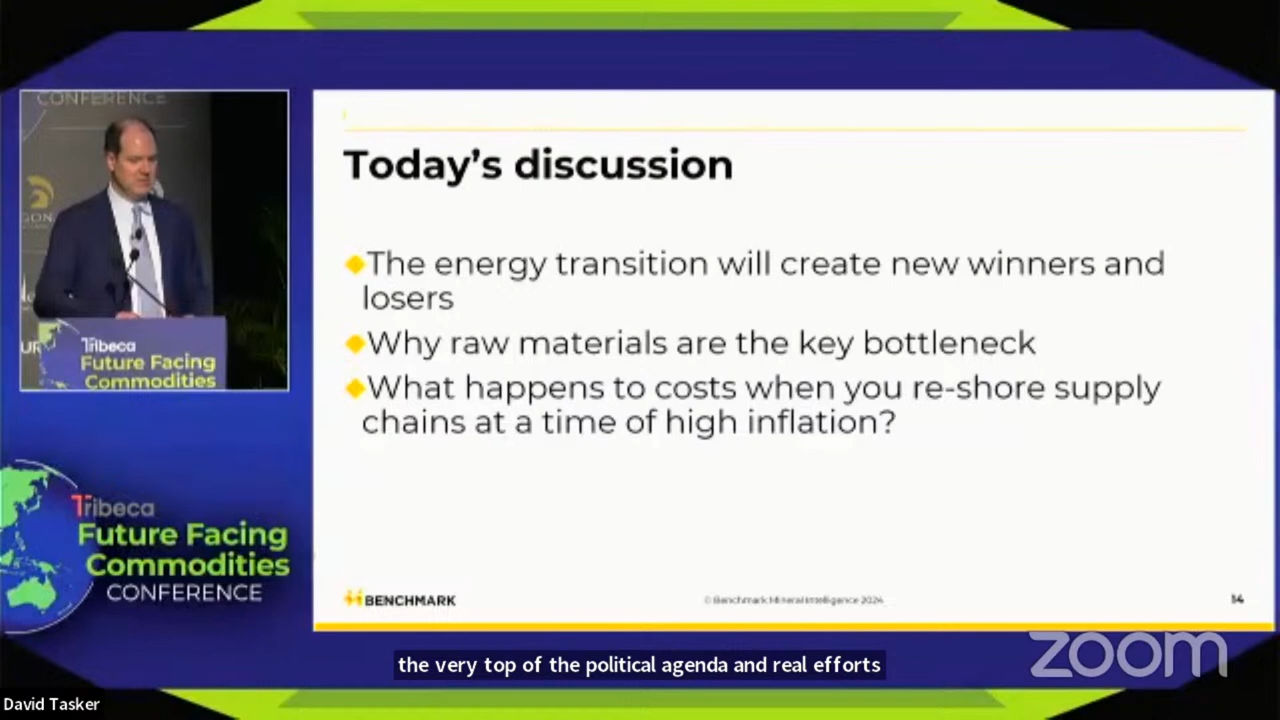 CONFERENCE
Tribeca
Future Facing
Commodities
Tribeca
Future Facing
Commodities
CONFERENCE
Today's discussion
The energy transition will create new winners and
losers
Why raw materials are the key bottleneck
What happens to costs when you re-shore supply
chains at a time of high inflation?
BENCHMARK
© Benchmark Mineral Intelligence 2024
14
the very top of the political agenda and real efforts
zoom
David Tasker